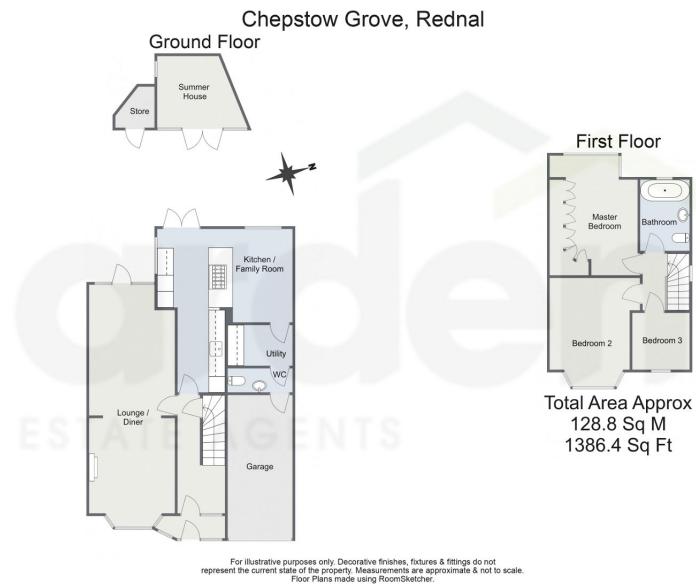 Chepstow Grove, Rednal
Ground Floor
Summer
House
Store
N
First Floor
Master
Bedroom
Bathroom
Kitchen /
Family Room
Utility
WC
Bedroom 2
Bedroom 3
Lounge /
Diner
Garage
Total Area Approx
128.8 Sq M
1386.4 Sq Ft
arden
ESTATE AGENTS
For illustrative purposes only. Decorative finishes, fixtures & fittings do not
represent the current state of the property. Measurements are approximate & not to scale.
Floor Plans made using RoomSketcher.